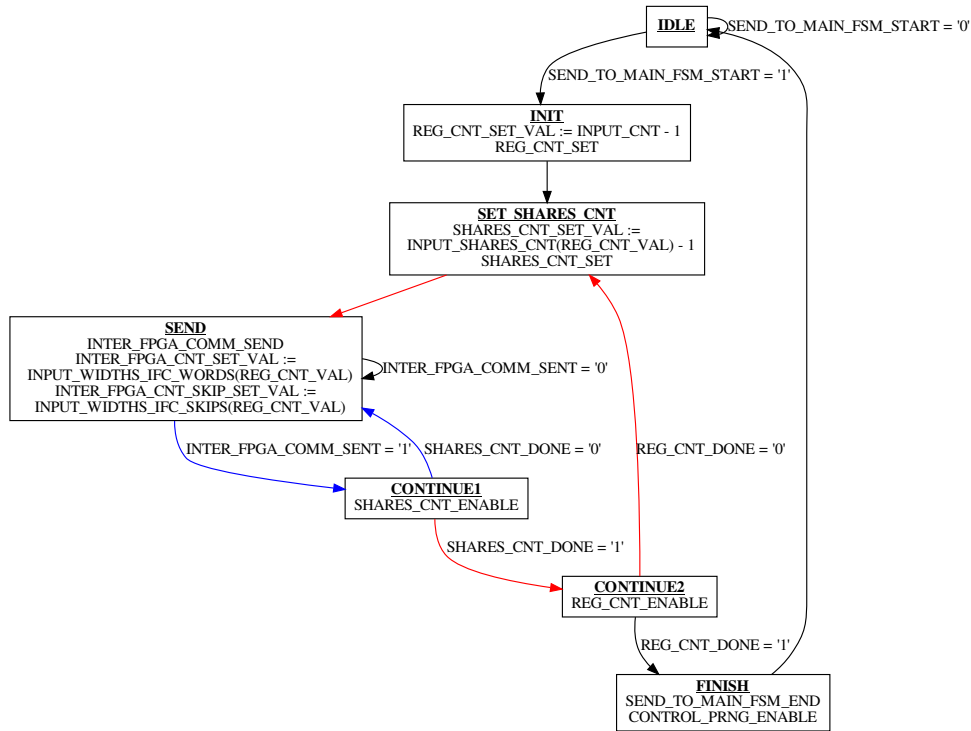 IDLE
SEND_TO_MAIN_FSM_START = '0'
SEND_TO_MAIN_FSM_START = '1'
INIT
REG_CNT_SET_VAL := INPUT_CNT - 1
REG_CNT_SET
SET_SHARES_CNT
SHARES_CNT_SET_VAL :=
INPUT_SHARES_CNT(REG_CNT_VAL) - 1
SHARES_CNT_SET
SEND
INTER_FPGA_COMM_SEND
INTER_FPGA_CNT_SET_VAL :=
INPUT_WIDTHS_IFC_WORDS(REG_CNT_VAL)
INTER_FPGA_CNT_SKIP_SET_VAL :=
INPUT_WIDTHS_IFC_SKIPS(REG_CNT_VAL)
INTER_FPGA_COMM_SENT = '0'
INTER_FPGA_COMM_SENT = '1'
SHARES_CNT_DONE = '0'
REG_CNT_DONE = '0'
CONTINUE1
SHARES_CNT_ENABLE
SHARES_CNT_DONE = '1'
CONTINUE2
REG_CNT_ENABLE
REG_CNT_DONE = '1'
FINISH
SEND_TO_MAIN_FSM_END
CONTROL_PRNG_ENABLE